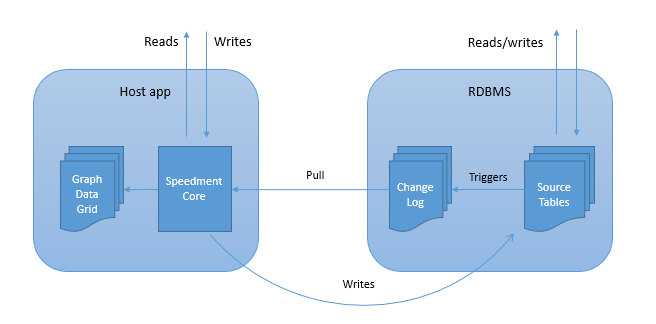 Reads
Writes
Reads/writes
Host app
RDBMS
Graph
Data
Grid
Speedment
Core
Pull
Change
Log
Triggers
Source
Tables
Writes